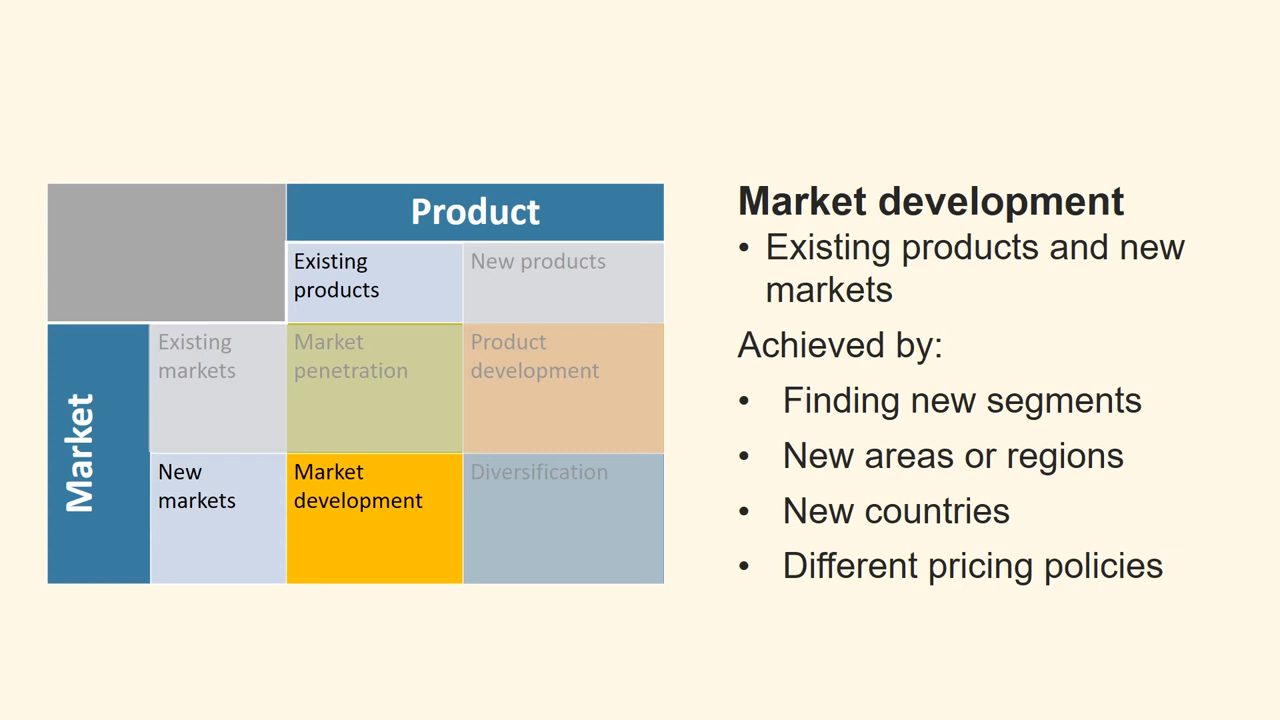 Product
Existing
products
New products
Market
Existing
markets
Market
penetration
Product
development
New
markets
Market
development
Diversification
Market development
• Existing products and new
markets
Achieved by:
• Finding new segments
• New areas or regions
• New countries
• Different pricing policies